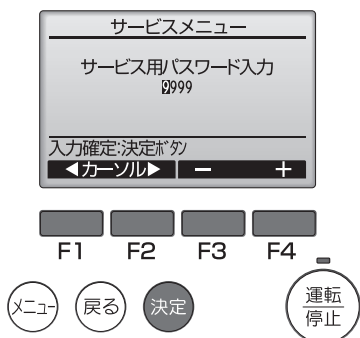 サービスメニュー
サービス用パスワード入力
9999
入力確定:決定ボタン
◀カーソル▶ － ＋
F1 F2 F3 F4
メニュー 戻る 決定 運転
停止